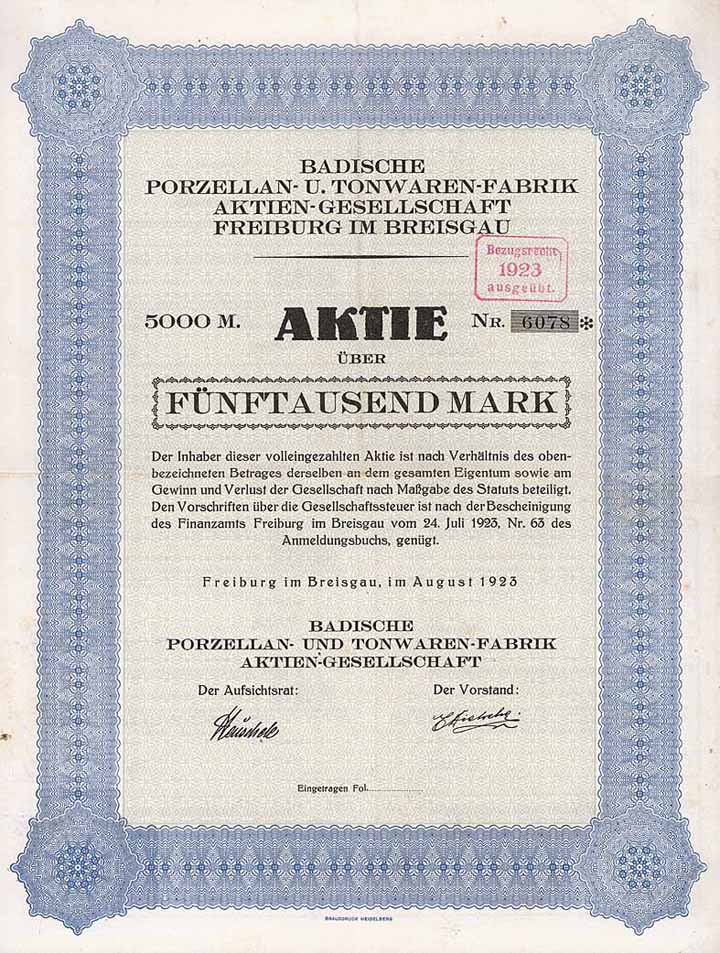 BADISCHE
PORZELLAN- U. TONWAREN-FABRIK
AKTIEN-GESELLSCHAFT
FREIBURG IM BREISGAU
Bezugsrecht
1923
ausgeübt.
5000 M. AKTIE NR. 6078 *
ÜBER
FÜNFTAUSEND MARK
Der Inhaber dieser volleingezahlten Aktie ist nach Verhältnis des oben-
bezeichneten Betrages derselben an dem gesamten Eigentum sowie am
Gewinn und Verlust der Gesellschaft nach Maßgabe des Statuts beteiligt.
Den Vorschriften über die Gesellschaftssteuer ist nach der Bescheinigung
des Finanzamts Freiburg im Breisgau vom 24. Juli 1923, Nr. 63 des
Anmeldungsbuchs, genügt.
Freiburg im Breisgau, im August 1923
BADISCHE
PORZELLAN- UND TONWAREN-FABRIK
AKTIEN-GESELLSCHAFT
Der Aufsichtsrat: Der Vorstand:
Eingetragen Fol.
BRAUSDRUCK HEIDELBERG